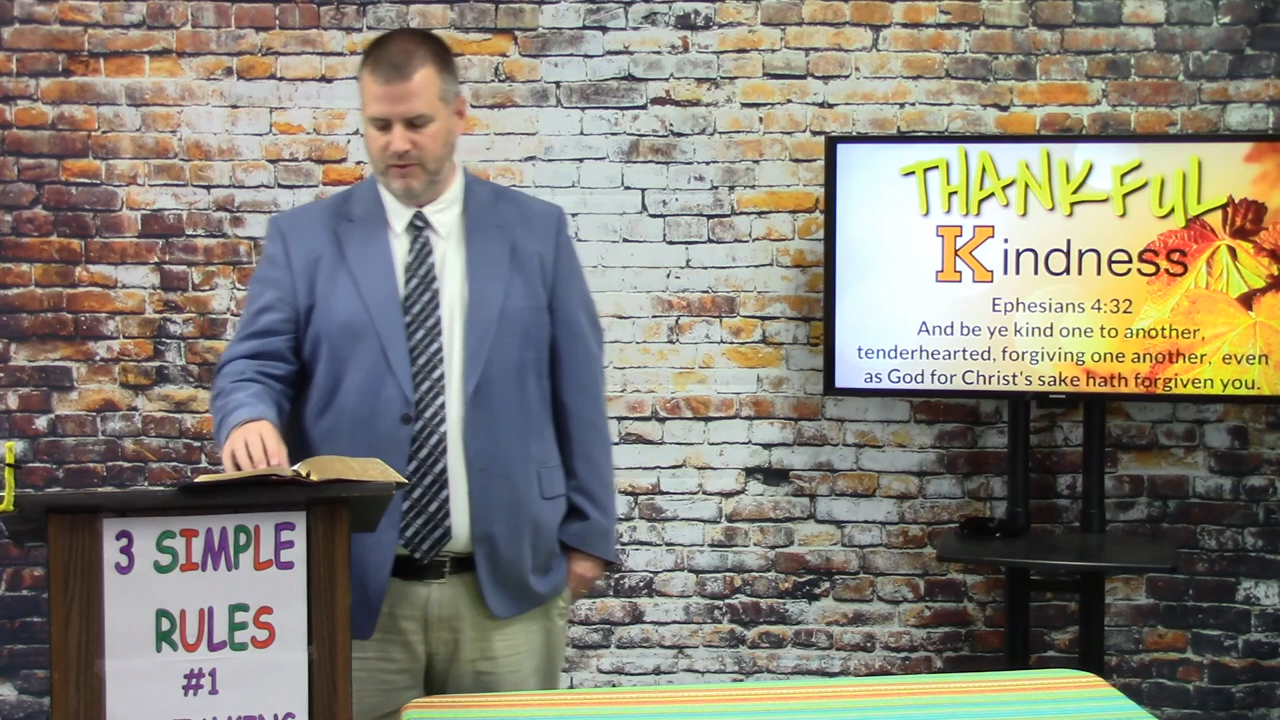 THANKFUL
Kindness
Ephesians 4:32
And be ye kind one to another,
tenderhearted, forgiving one another, even
as God for Christ's sake hath forgiven you.
3 SIMPLE
RULES
#1